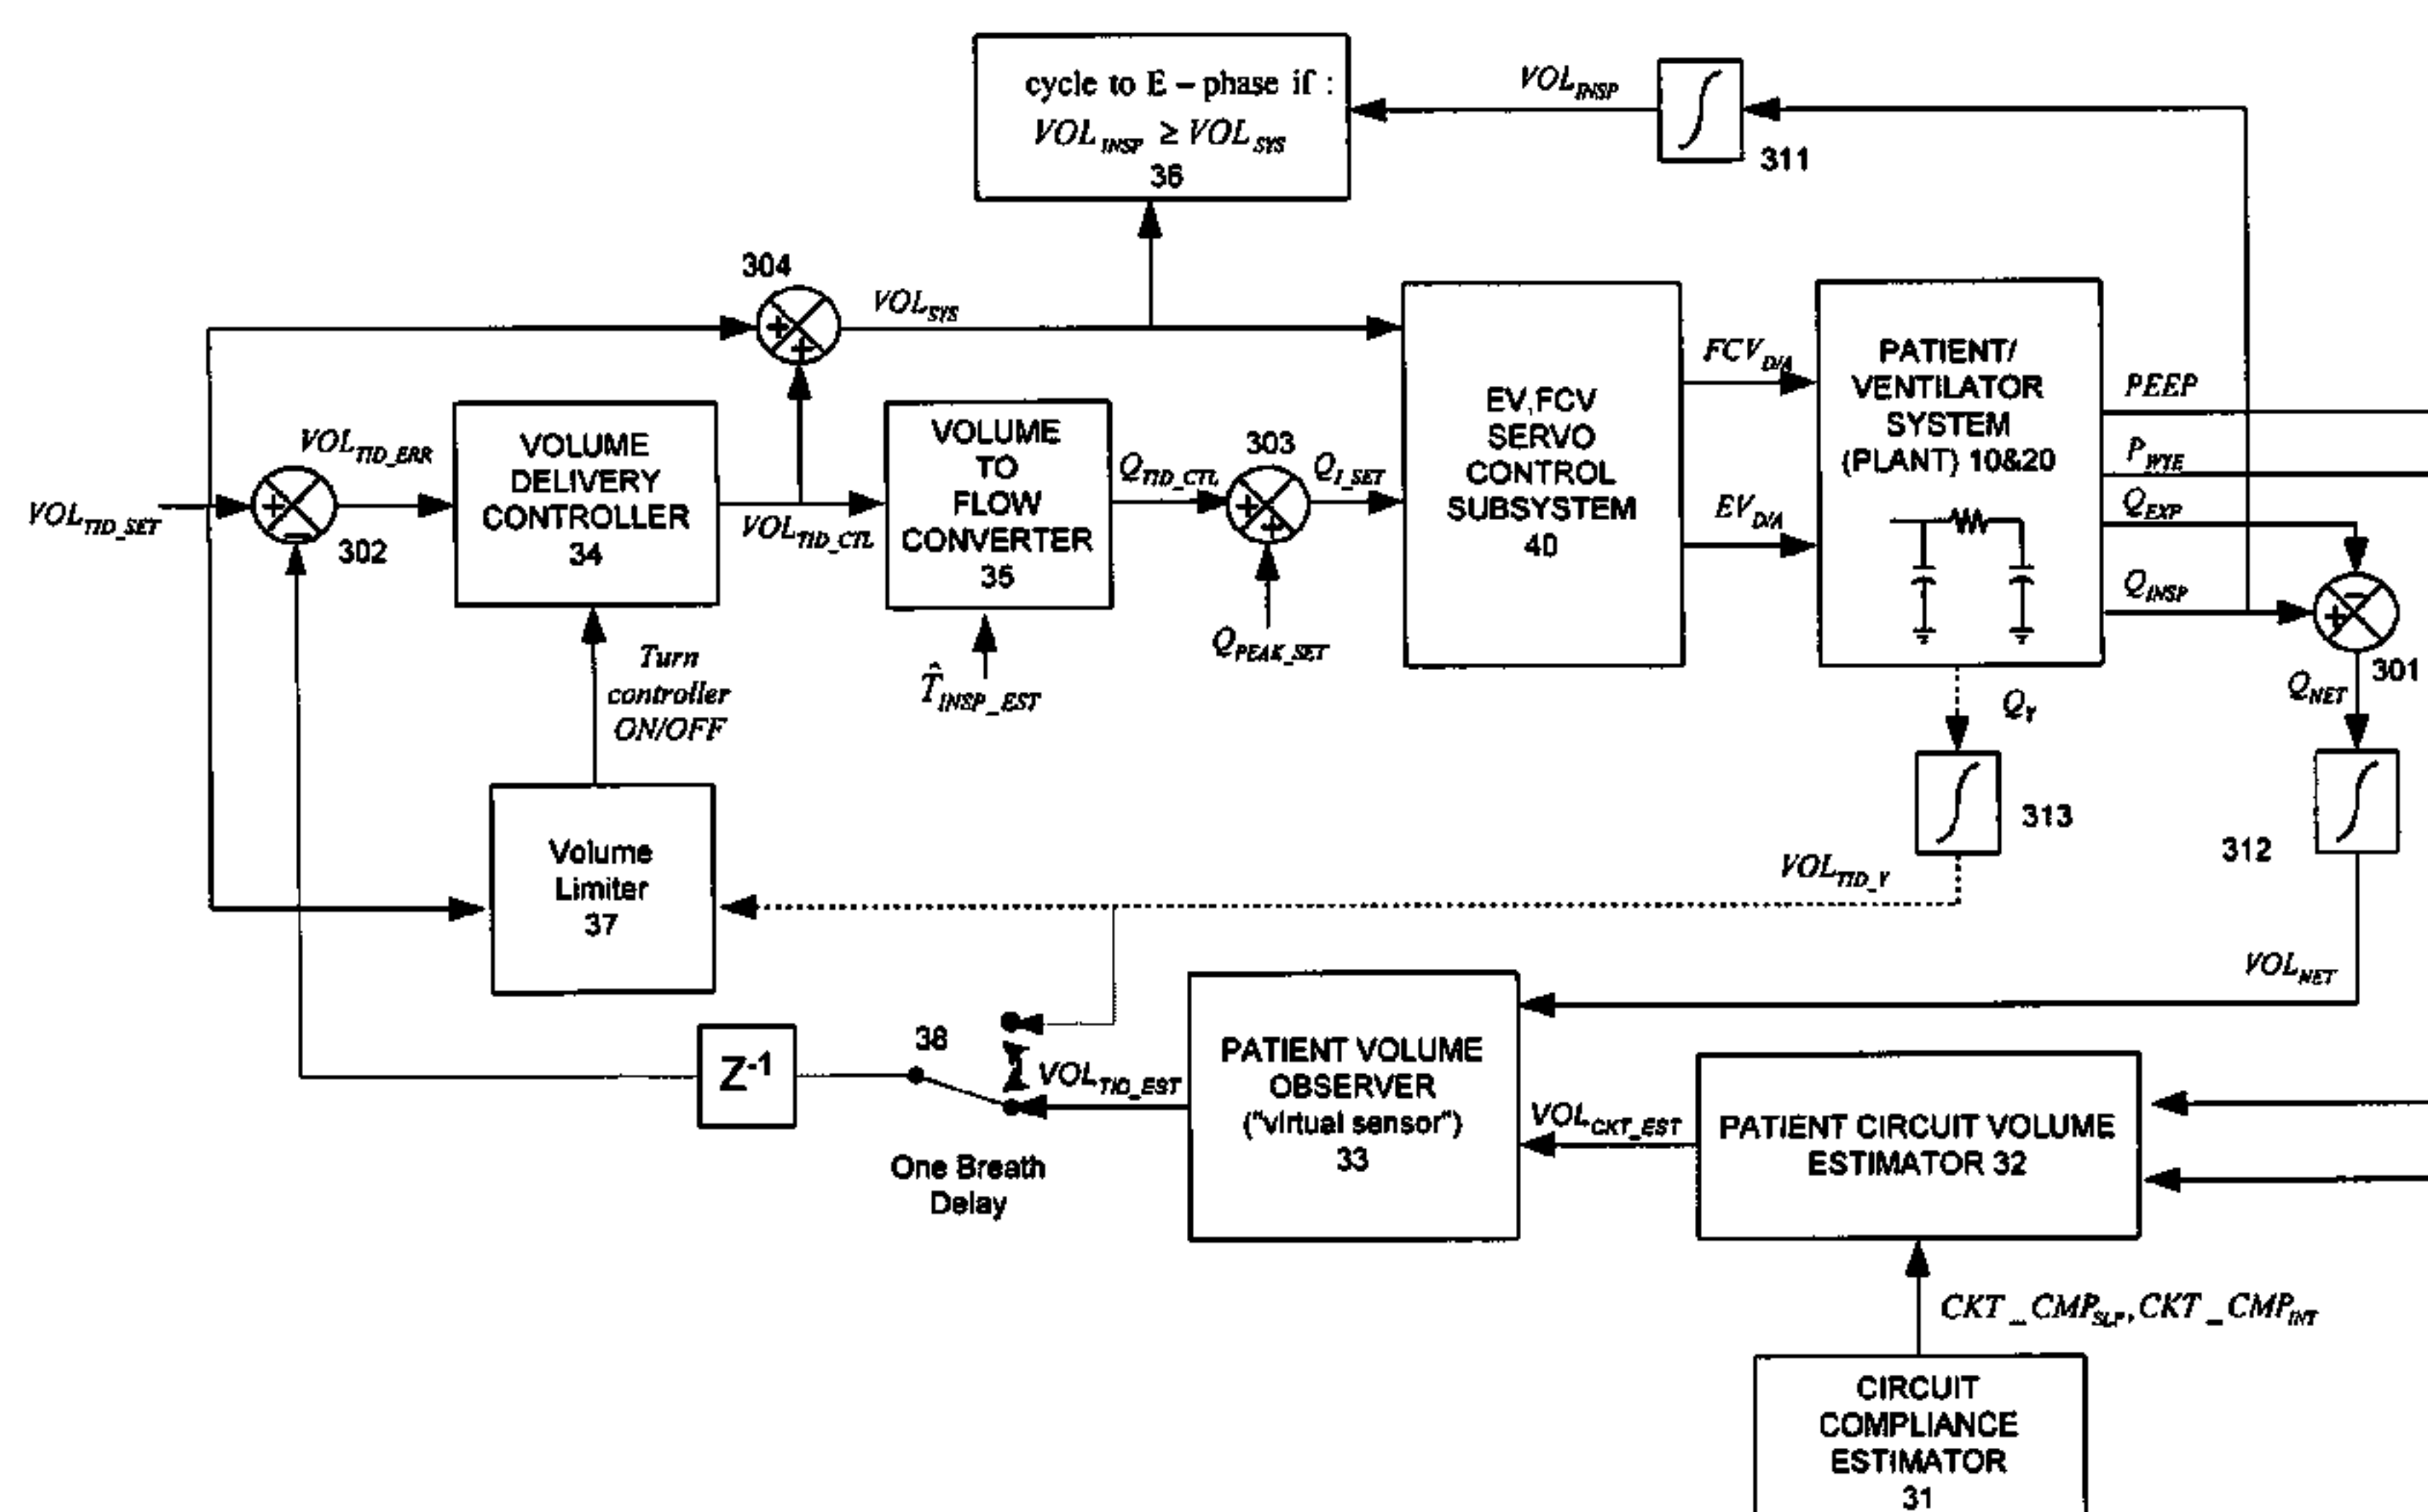 cycle to E – phase if :
VOL_INSP ≥ VOL_SYS
36
VOL_INSP
311
304
VOL_SYS
VOL_TID_SET
VOL_TID_ERR
302
VOLUME
DELIVERY
CONTROLLER
34
VOL_TID_CTL
VOLUME
TO
FLOW
CONVERTER
35
T̂_INSP_EST
Q_TID_CTL
303
Q_I_SET
Q_PEAK_SET
EV,FCV
SERVO
CONTROL
SUBSYSTEM
40
FCV_D/A
EV_D/A
PATIENT/
VENTILATOR
SYSTEM
(PLANT) 10&20
PEEP
P_WYE
Q_EXP
Q_INSP
301
Q_NET
Q_Y
313
312
VOL_TID_Y
VOL_NET
Turn
controller
ON/OFF
Volume
Limiter
37
Z-1
38
VOL_TID_EST
One Breath
Delay
PATIENT VOLUME
OBSERVER
("virtual sensor")
33
VOL_CKT_EST
PATIENT CIRCUIT VOLUME
ESTIMATOR 32
CKT_CMP_SLP, CKT_CMP_INT
CIRCUIT
COMPLIANCE
ESTIMATOR
31